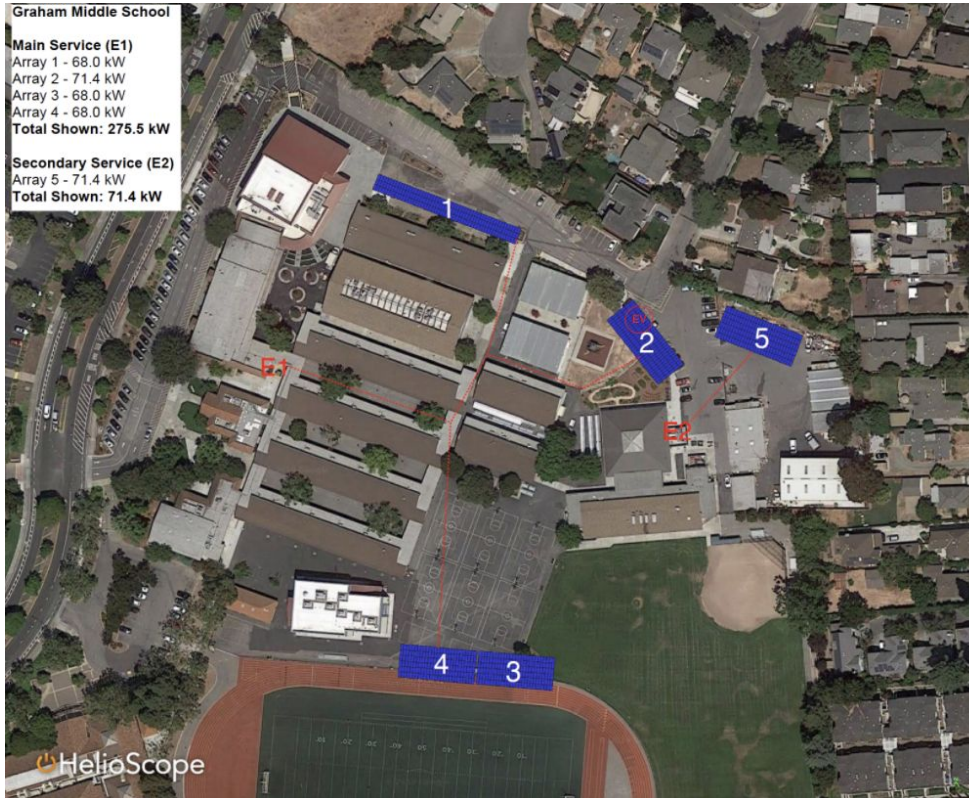 Graham Middle School
Main Service (E1)
Array 1 - 68.0 kW
Array 2 - 71.4 kW
Array 3 - 68.0 kW
Array 4 - 68.0 kW
Total Shown: 275.5 kW
Secondary Service (E2)
Array 5 - 71.4 kW
Total Shown: 71.4 kW
1
EV
2
5
E1
E2
4
3
HelioScope